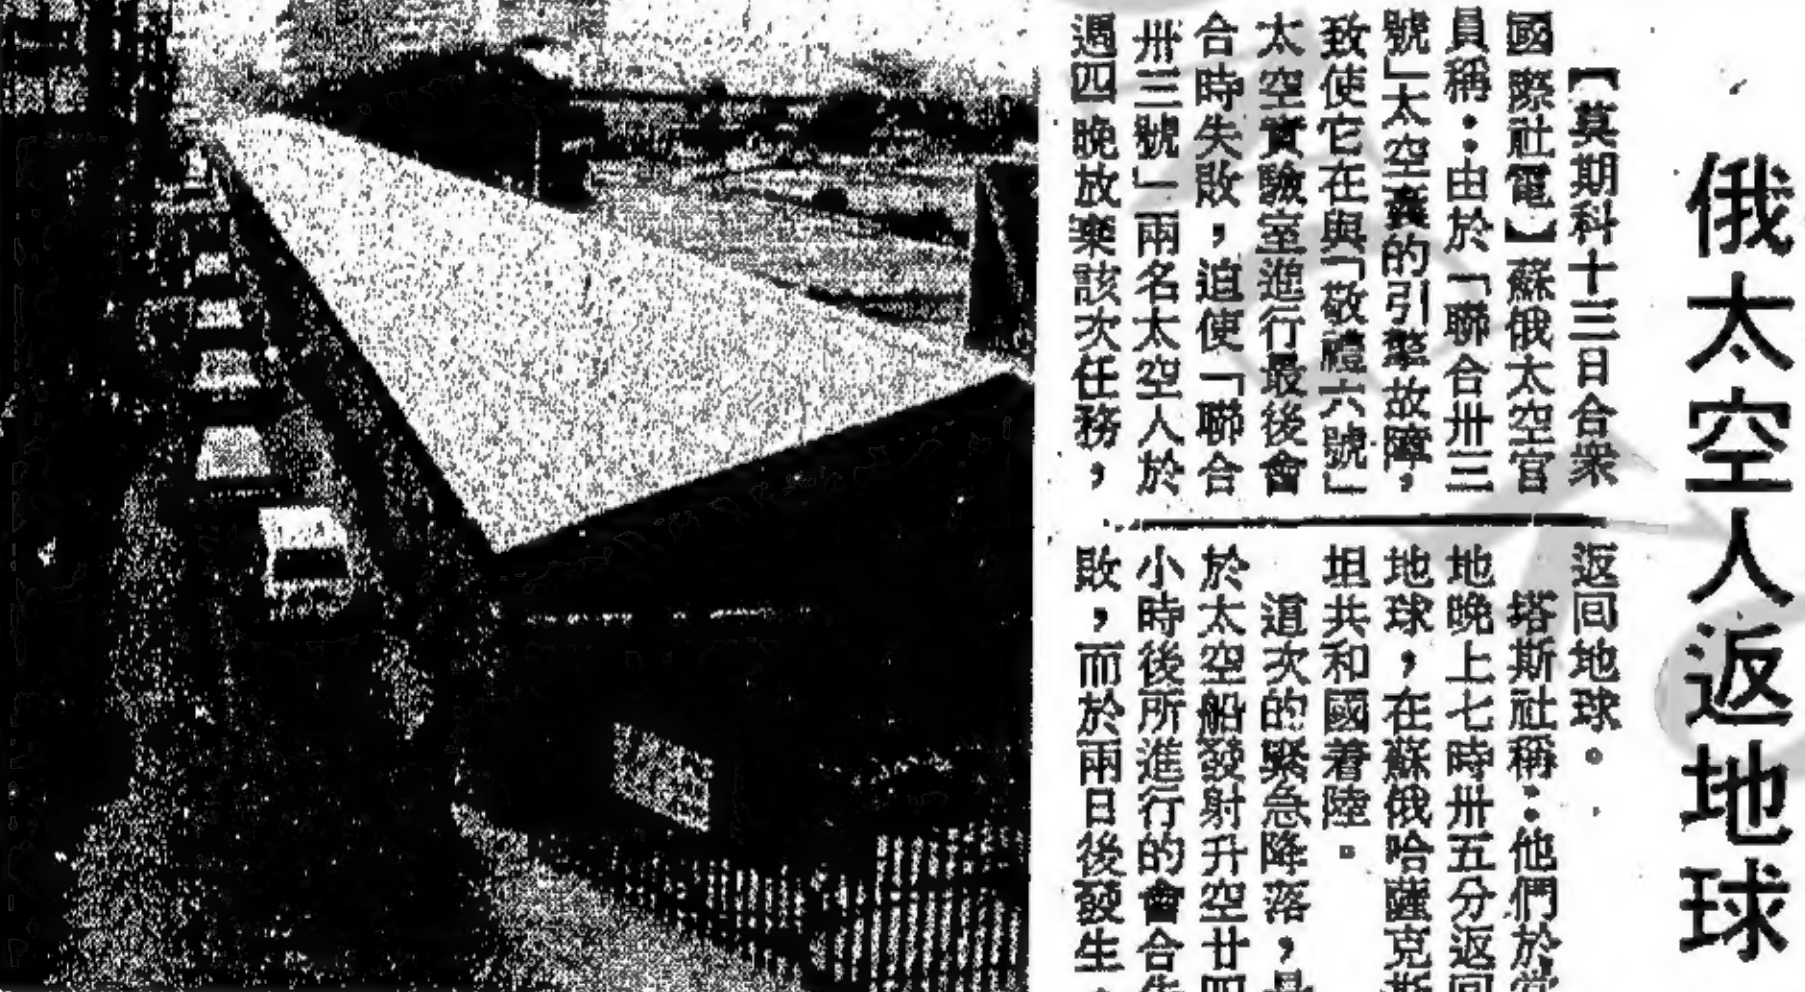 俄太空人返地球
【莫期科十三日合衆
國際社電】蘇俄太空官
員稱：由於「聯合卅三
號」太空囊的引擎故障，
致使它在與「敬禮六號」
太空實驗室進行最後會
合時失敗，迫使「聯合
卅三號」兩名太空人於
週四晚放棄該次任務，
返回地球。
塔斯社稱：他們於當
地晚上七時卅五分返回
地球，在蘇俄哈薩克斯
坦共和國着陸。
這次的緊急降落，是
於太空船發射升空廿四
小時後所進行的會合失
敗，而於兩日後發生